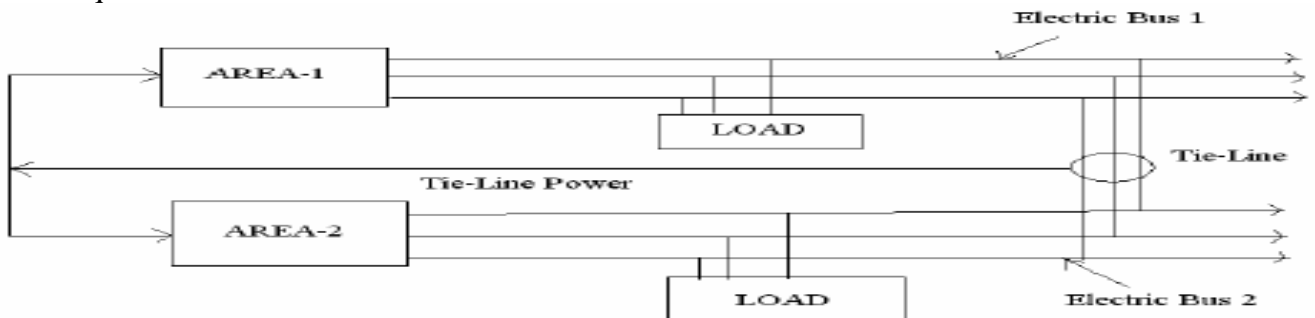 Electric Bus 1
AREA-1
LOAD
Tie-Line
Tie-Line Power
AREA-2
LOAD
Electric Bus 2